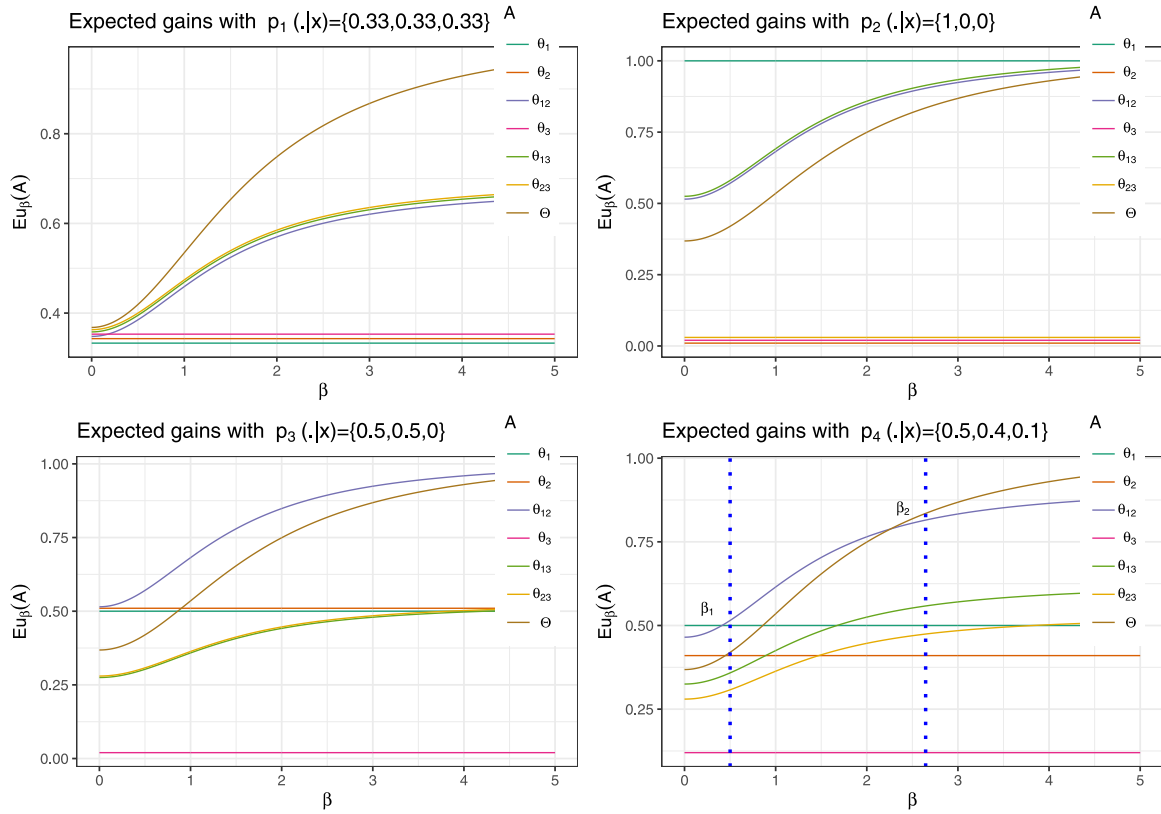 Expected gains with p₁ (.|x)={0.33,0.33,0.33}
A
θ₁
θ₂
θ₁₂
θ₃
θ₁₃
θ₂₃
Θ
Euᵦ(A)
0.8
0.6
0.4
0 1 2 3 4 5
β
Expected gains with p₂ (.|x)={1,0,0}
A
θ₁
θ₂
θ₁₂
θ₃
θ₁₃
θ₂₃
Θ
Euᵦ(A)
1.00
0.75
0.50
0.25
0.00
0 1 2 3 4 5
β
Expected gains with p₃ (.|x)={0.5,0.5,0}
A
θ₁
θ₂
θ₁₂
θ₃
θ₁₃
θ₂₃
Θ
Euᵦ(A)
1.00
0.75
0.50
0.25
0.00
0 1 2 3 4 5
β
Expected gains with p₄ (.|x)={0.5,0.4,0.1}
A
θ₁
θ₂
θ₁₂
θ₃
θ₁₃
θ₂₃
Θ
Euᵦ(A)
1.00
0.75
0.50
0.25
β₂
β₁
0 1 2 3 4 5
β